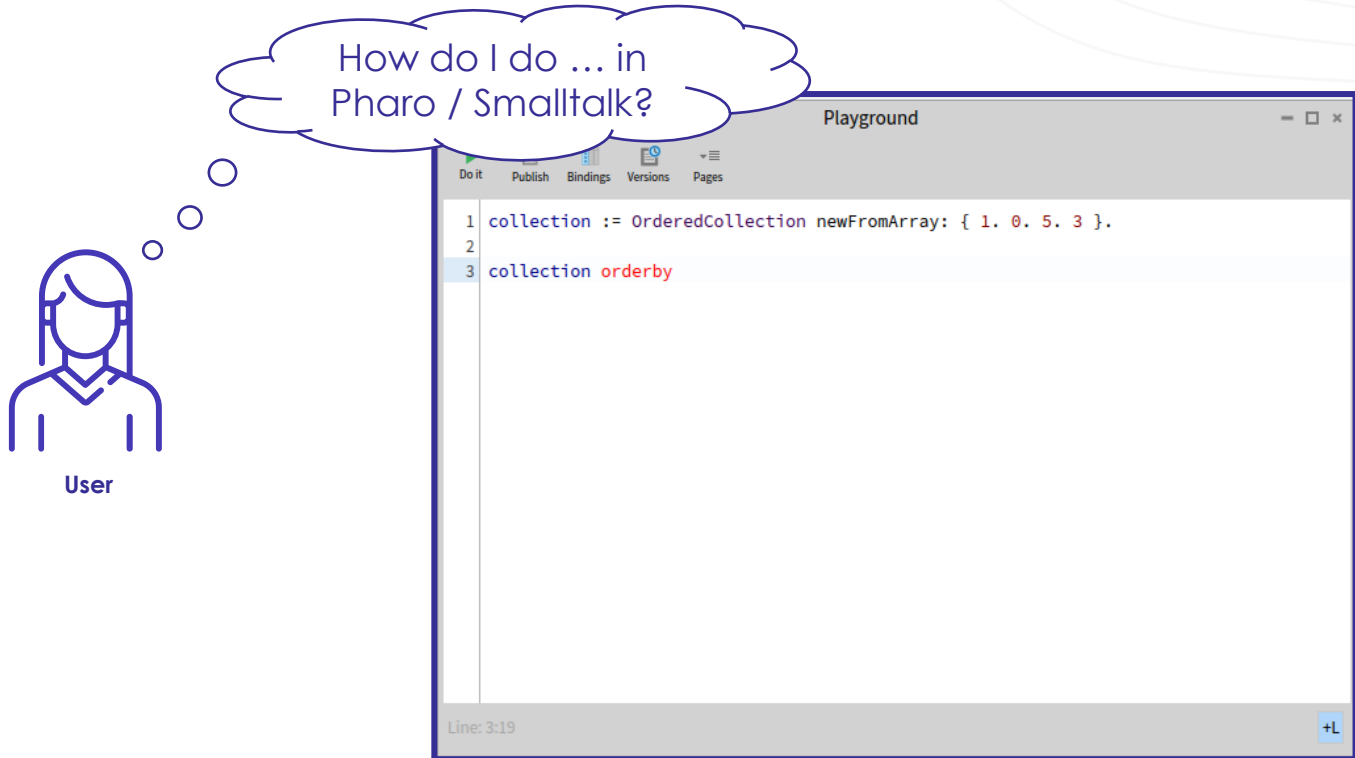 How do I do … in
Pharo / Smalltalk?
Playground
Do it Publish Bindings Versions Pages
1 collection := OrderedCollection newFromArray: { 1. 0. 5. 3 }.
2
3 collection orderby
User
Line: 3:19
+L